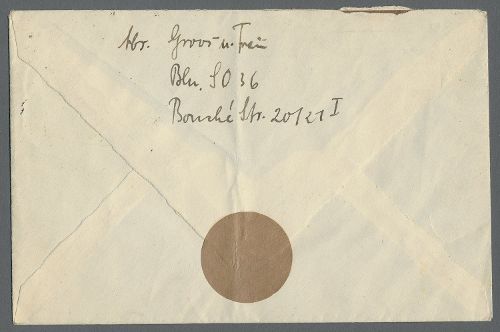 Abs. Groos u. Frau
Bln. SO 36
Bouché Str. 20/21 I